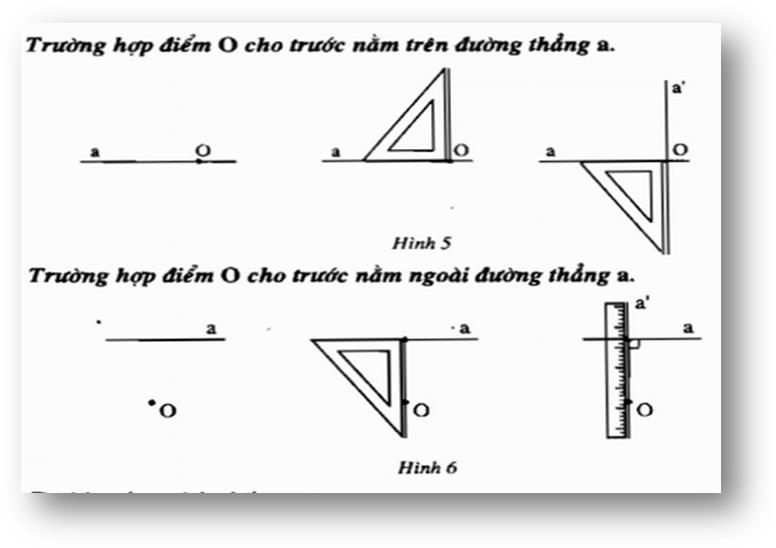 Trường hợp điểm O cho trước nằm trên đường thẳng a.
a O
a O
a a' O
Hình 5
Trường hợp điểm O cho trước nằm ngoài đường thẳng a.
a
O
a
O
a' a
O
Hình 6